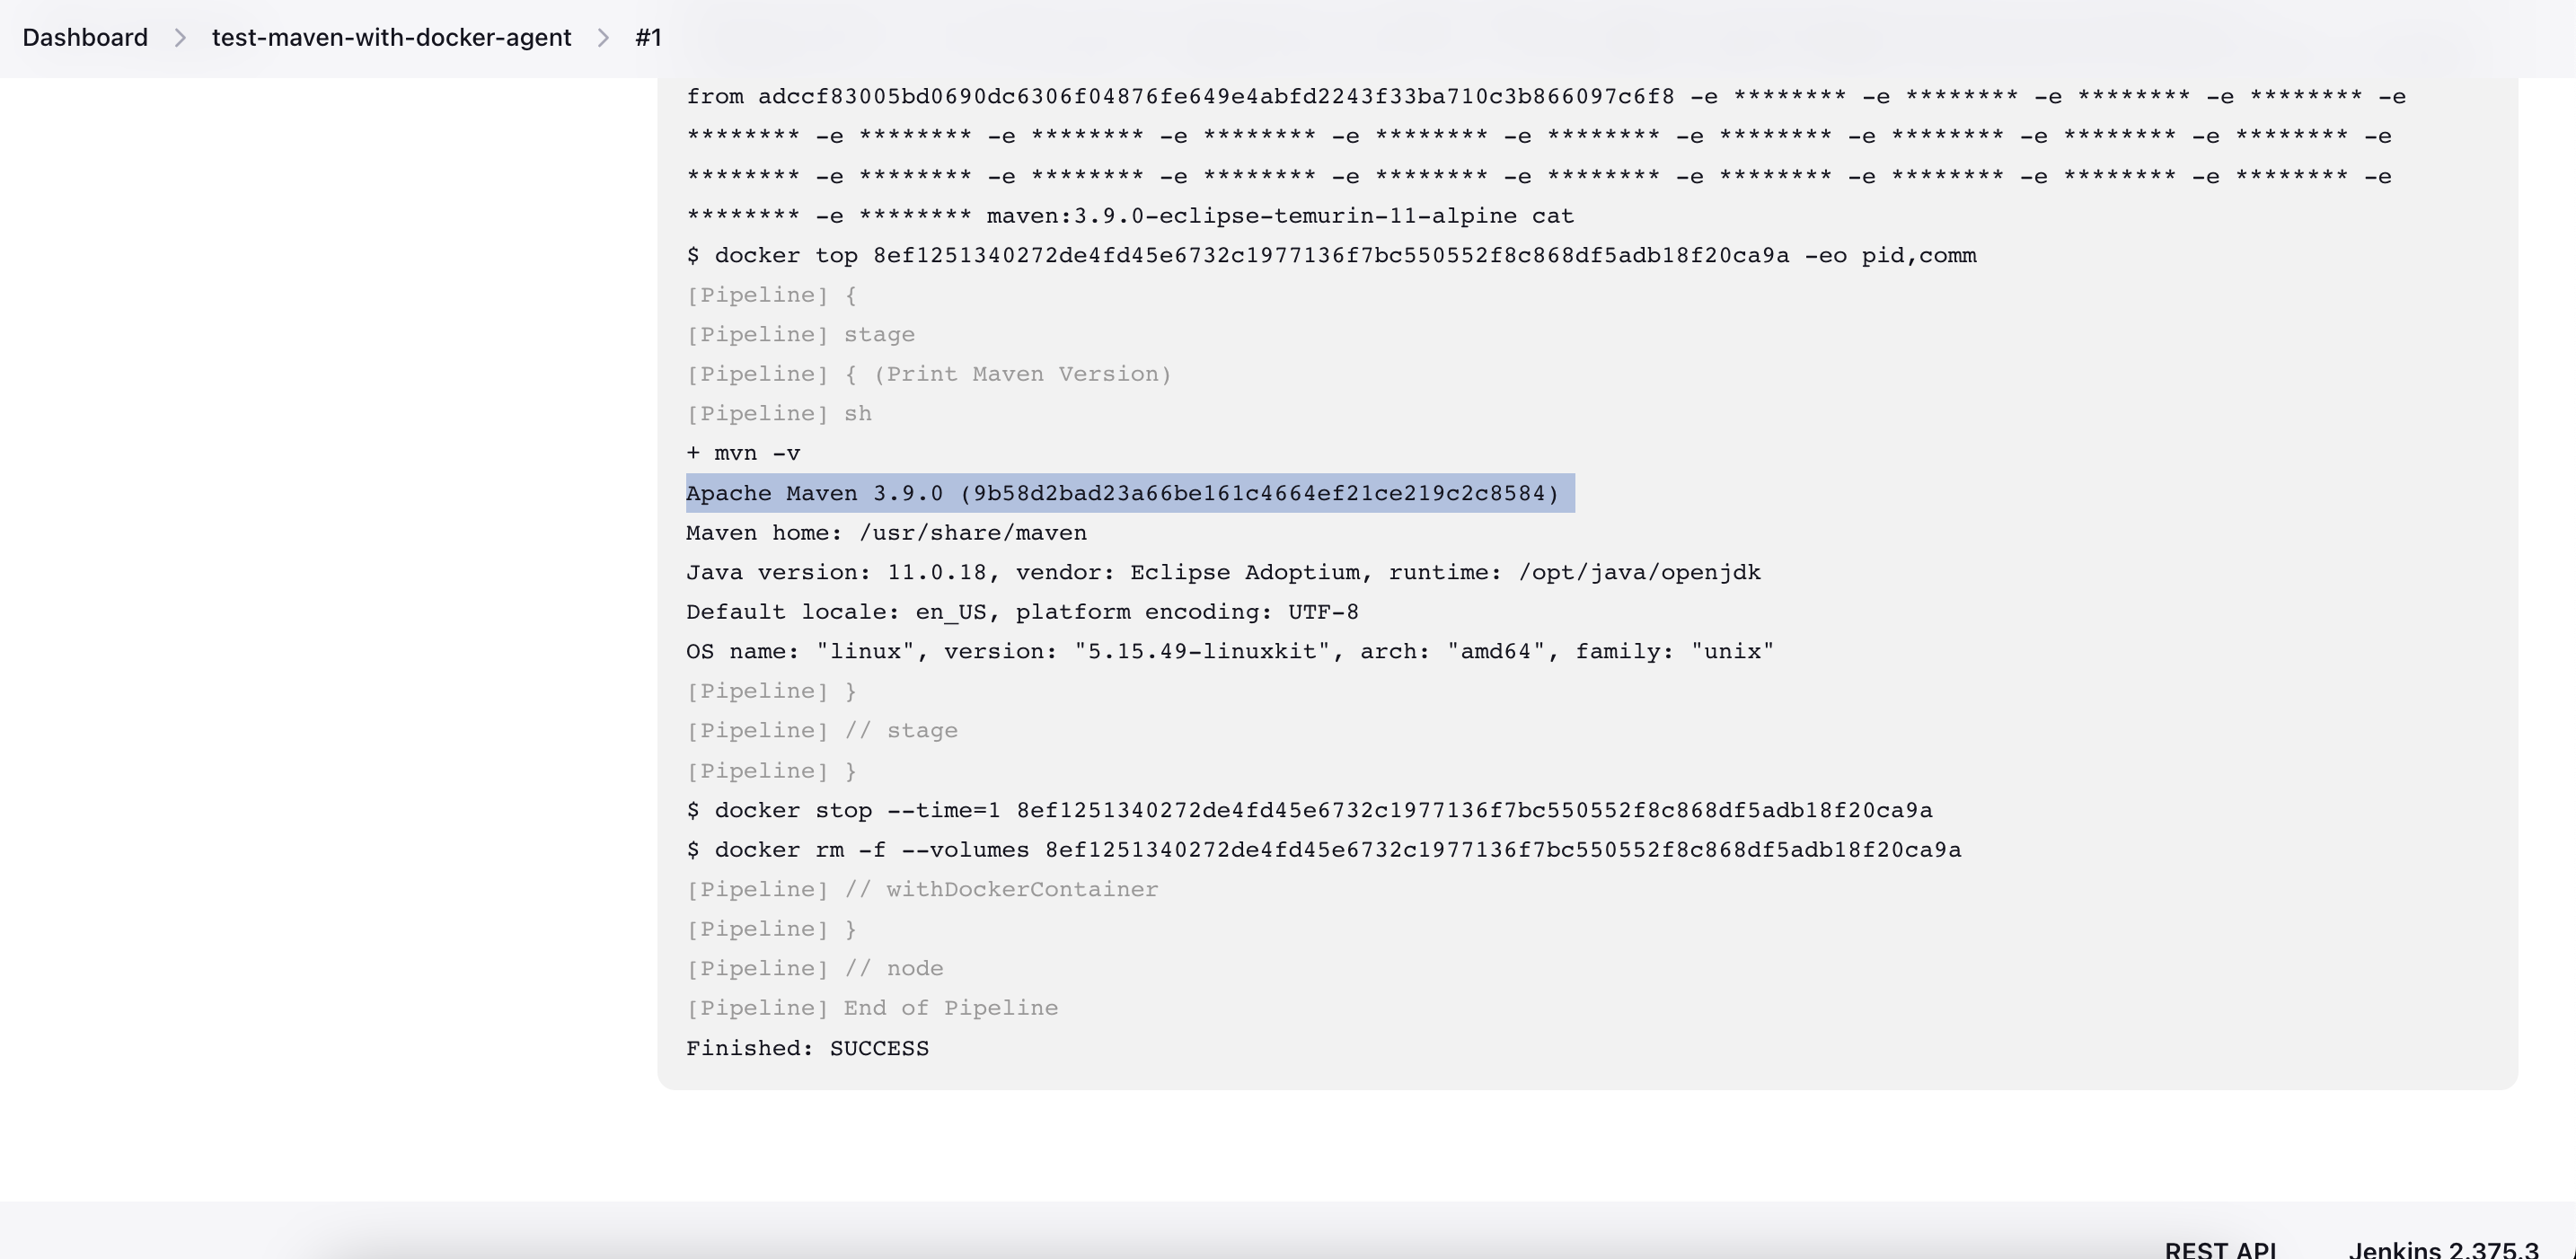 Dashboard > test-maven-with-docker-agent > #1
from adccf83005bd0690dc6306f04876fe649e4abfd2243f33ba710c3b866097c6f8 -e ******** -e ******** -e ******** -e ******** -e
******** -e ******** -e ******** -e ******** -e ******** -e ******** -e ******** -e ******** -e ******** -e ******** -e
******** -e ******** -e ******** -e ******** -e ******** -e ******** -e ******** -e ******** -e ******** -e ******** -e
******** -e ******** maven:3.9.0-eclipse-temurin-11-alpine cat
$ docker top 8ef1251340272de4fd45e6732c1977136f7bc550552f8c868df5adb18f20ca9a -eo pid,comm
[Pipeline] {
[Pipeline] stage
[Pipeline] { (Print Maven Version)
[Pipeline] sh
+ mvn -v
Apache Maven 3.9.0 (9b58d2bad23a66be161c4664ef21ce219c2c8584)
Maven home: /usr/share/maven
Java version: 11.0.18, vendor: Eclipse Adoptium, runtime: /opt/java/openjdk
Default locale: en_US, platform encoding: UTF-8
OS name: "linux", version: "5.15.49-linuxkit", arch: "amd64", family: "unix"
[Pipeline] }
[Pipeline] // stage
[Pipeline] }
$ docker stop --time=1 8ef1251340272de4fd45e6732c1977136f7bc550552f8c868df5adb18f20ca9a
$ docker rm -f --volumes 8ef1251340272de4fd45e6732c1977136f7bc550552f8c868df5adb18f20ca9a
[Pipeline] // withDockerContainer
[Pipeline] }
[Pipeline] // node
[Pipeline] End of Pipeline
Finished: SUCCESS
REST API Jenkins 2.375.3